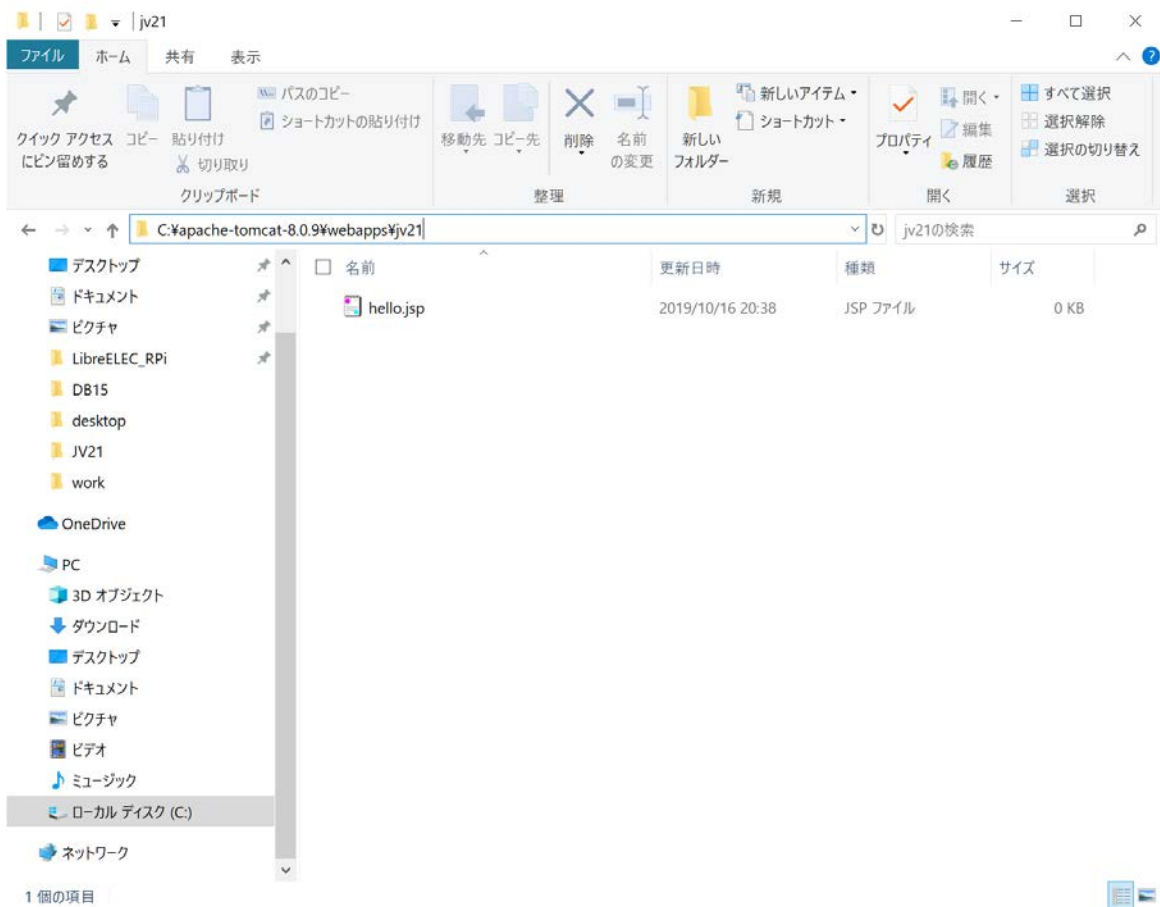 jv21
ファイル ホーム 共有 表示
クイック アクセス
にピン留めする
コピー
貼り付け
パスのコピー
ショートカットの貼り付け
切り取り
クリップボード
移動先
コピー先
削除
名前
の変更
整理
新しい
フォルダー
新しいアイテム
ショートカット
新規
プロパティ
開く
編集
履歴
開く
すべて選択
選択解除
選択の切り替え
選択
C:¥apache-tomcat-8.0.9¥webapps¥jv21
jv21の検索
デスクトップ
ドキュメント
ピクチャ
LibreELEC_RPi
DB15
desktop
JV21
work
OneDrive
PC
3D オブジェクト
ダウンロード
デスクトップ
ドキュメント
ピクチャ
ビデオ
ミュージック
ローカル ディスク (C:)
ネットワーク
名前 更新日時 種類 サイズ
hello.jsp 2019/10/16 20:38 JSP ファイル 0 KB
1 個の項目